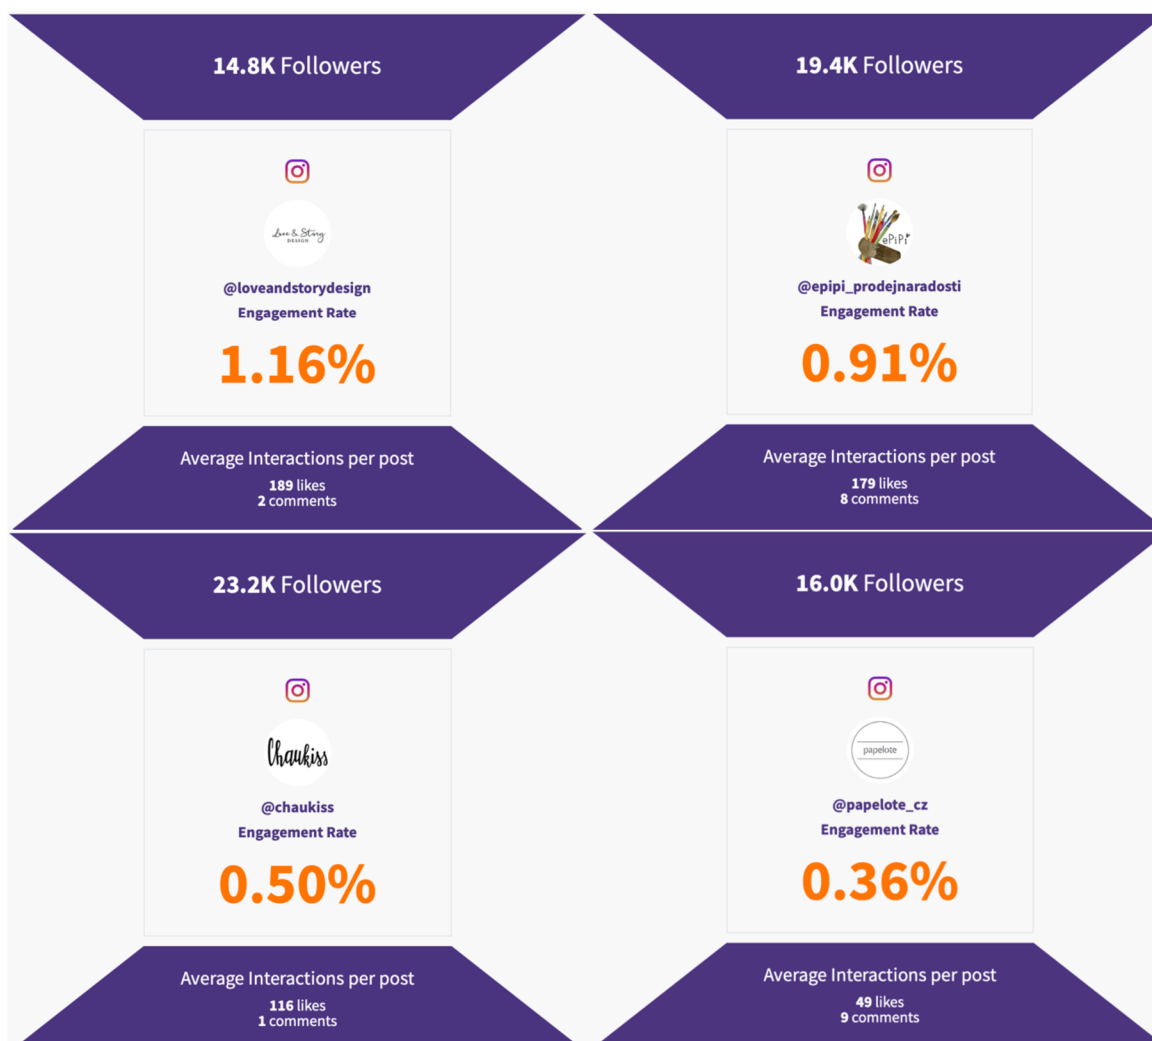 14.8K Followers
Love & Story
DESIGN
@loveandstorydesign
Engagement Rate
1.16%
Average Interactions per post
189 likes
2 comments
19.4K Followers
ePiPi
@epipi_prodejnaradosti
Engagement Rate
0.91%
Average Interactions per post
179 likes
8 comments
23.2K Followers
Chaukiss
@chaukiss
Engagement Rate
0.50%
Average Interactions per post
116 likes
1 comments
16.0K Followers
papelote
@papelote_cz
Engagement Rate
0.36%
Average Interactions per post
49 likes
9 comments